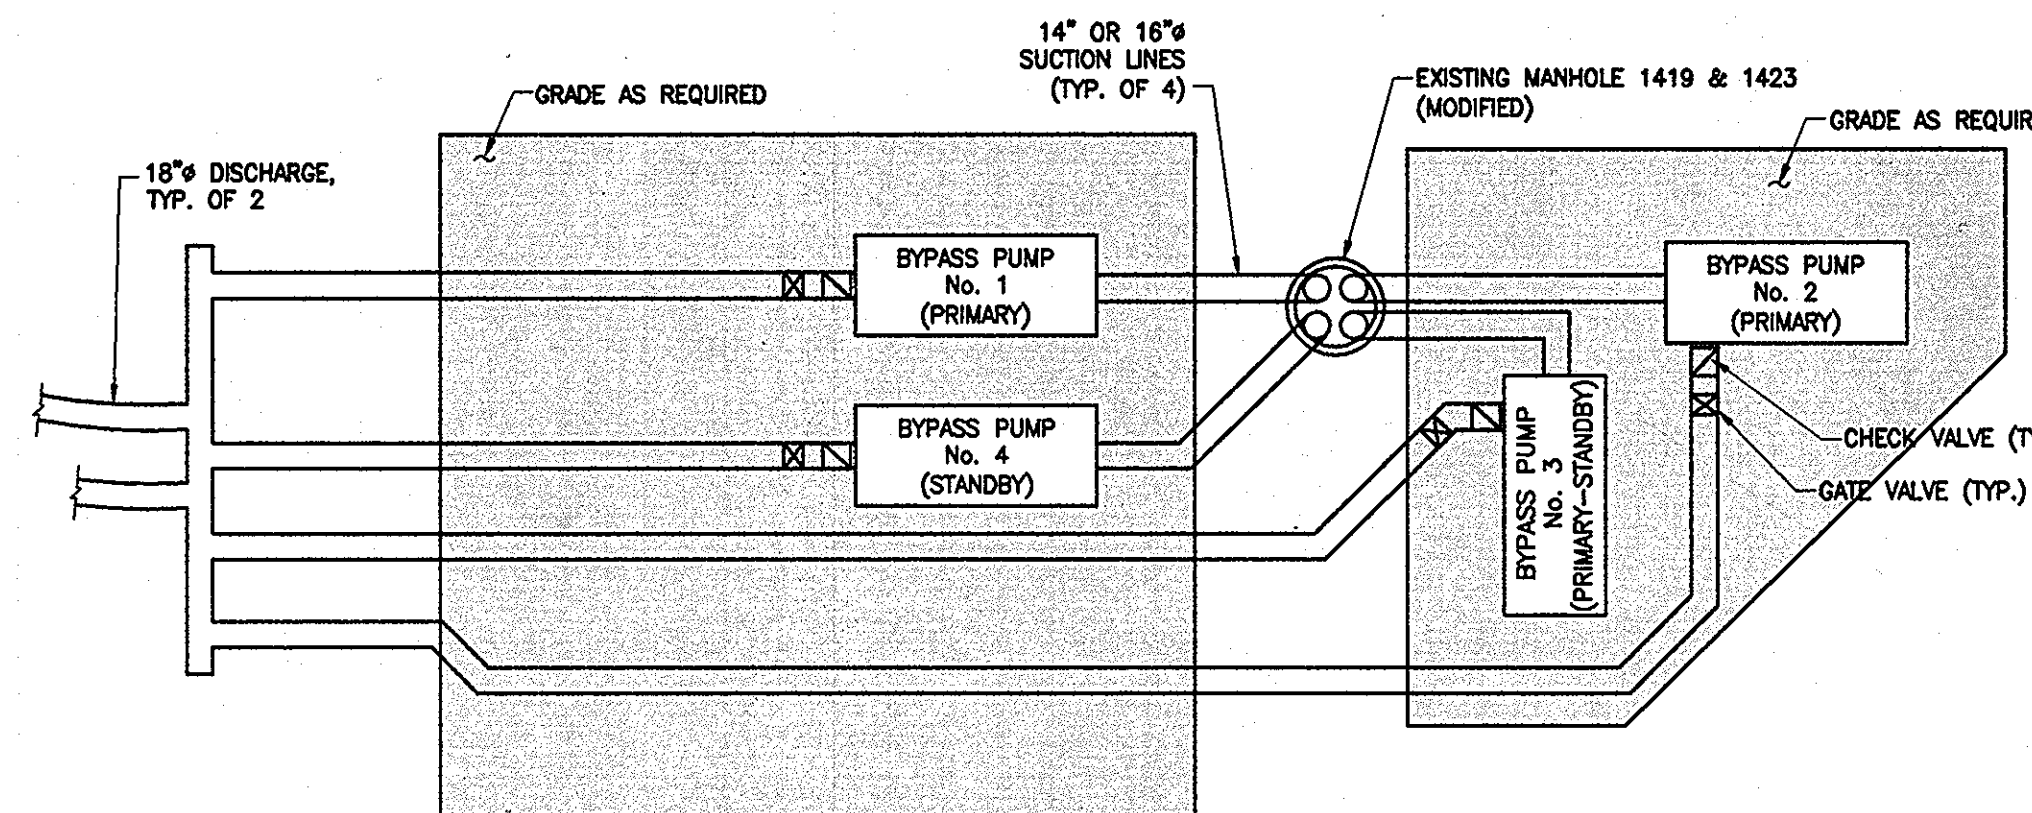 14" OR 16"ø
SUCTION LINES
(TYP. OF 4)
EXISTING MANHOLE 1419 & 1423
(MODIFIED)
GRADE AS REQUIRED
GRADE AS REQUIR
18"ø DISCHARGE,
TYP. OF 2
BYPASS PUMP
No. 1
(PRIMARY)
BYPASS PUMP
No. 2
(PRIMARY)
BYPASS PUMP
No. 4
(STANDBY)
BYPASS PUMP
No. 3
(PRIMARY-STANDBY)
CHECK VALVE (TY
GATE VALVE (TYP.)